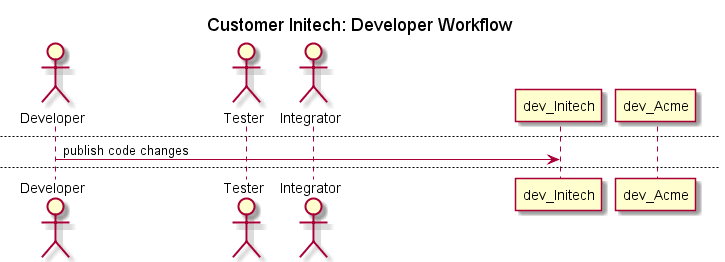 Customer Initech: Developer Workflow
Developer
Tester
Integrator
dev_Initech
dev_Acme
publish code changes
Developer
Tester
Integrator
dev_Initech
dev_Acme